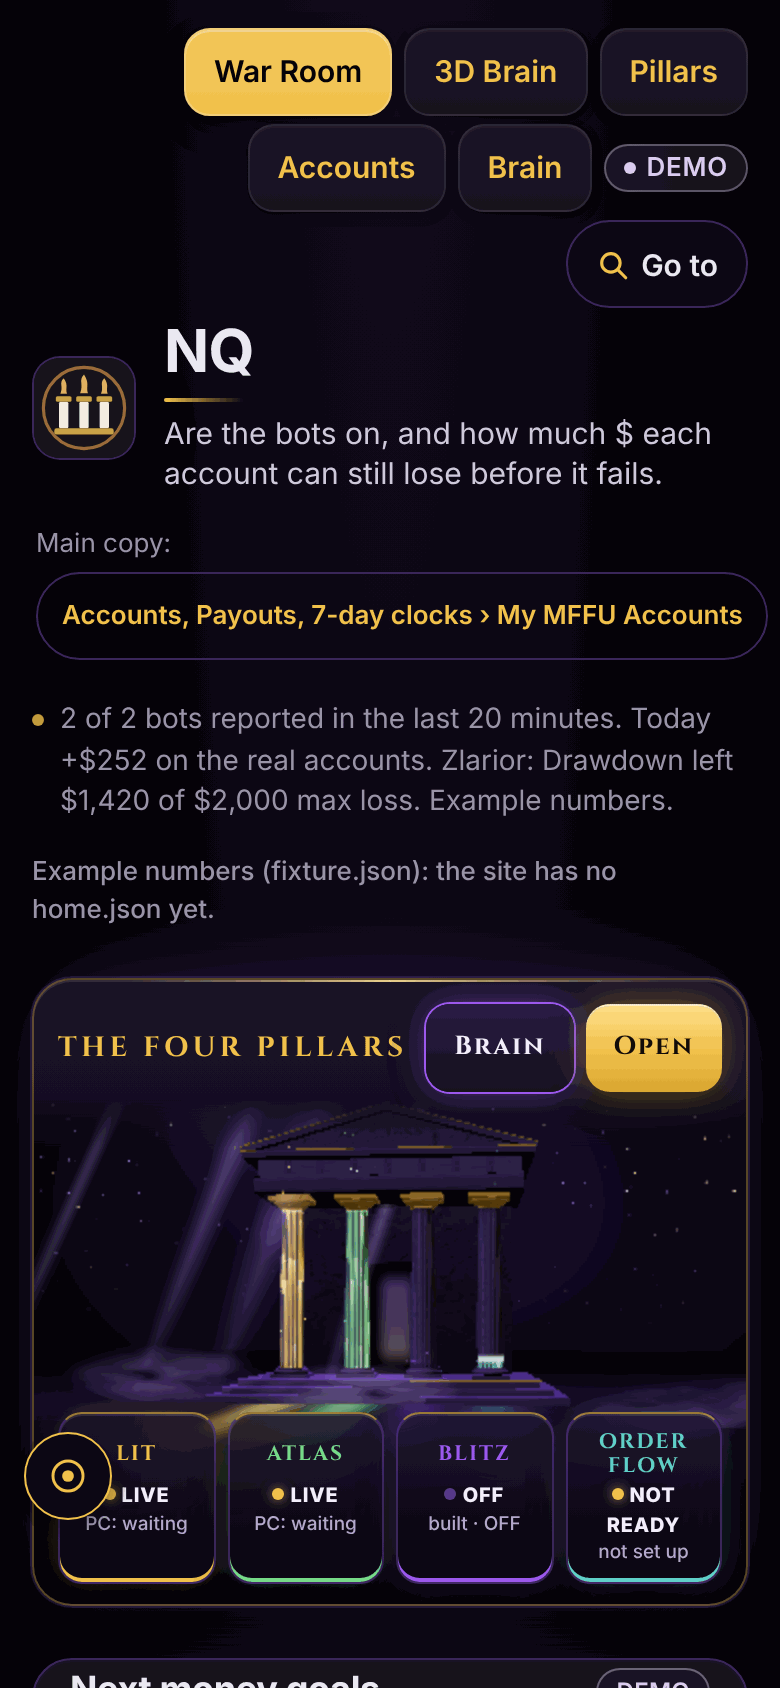 War Room
3D Brain
Pillars
Accounts
Brain
DEMO
Go to
NQ
Are the bots on, and how much $ each
account can still lose before it fails.
Main copy:
Accounts, Payouts, 7-day clocks › My MFFU Accounts
2 of 2 bots reported in the last 20 minutes. Today
+$252 on the real accounts. Zlarior: Drawdown left
$1,420 of $2,000 max loss. Example numbers.
Example numbers (fixture.json): the site has no
home.json yet.
THE FOUR PILLARS
BRAIN
OPEN
LIT
LIVE
PC: waiting
ATLAS
LIVE
PC: waiting
BLITZ
OFF
built · OFF
ORDER
FLOW
NOT
READY
not set up
Next money goals
DEMO